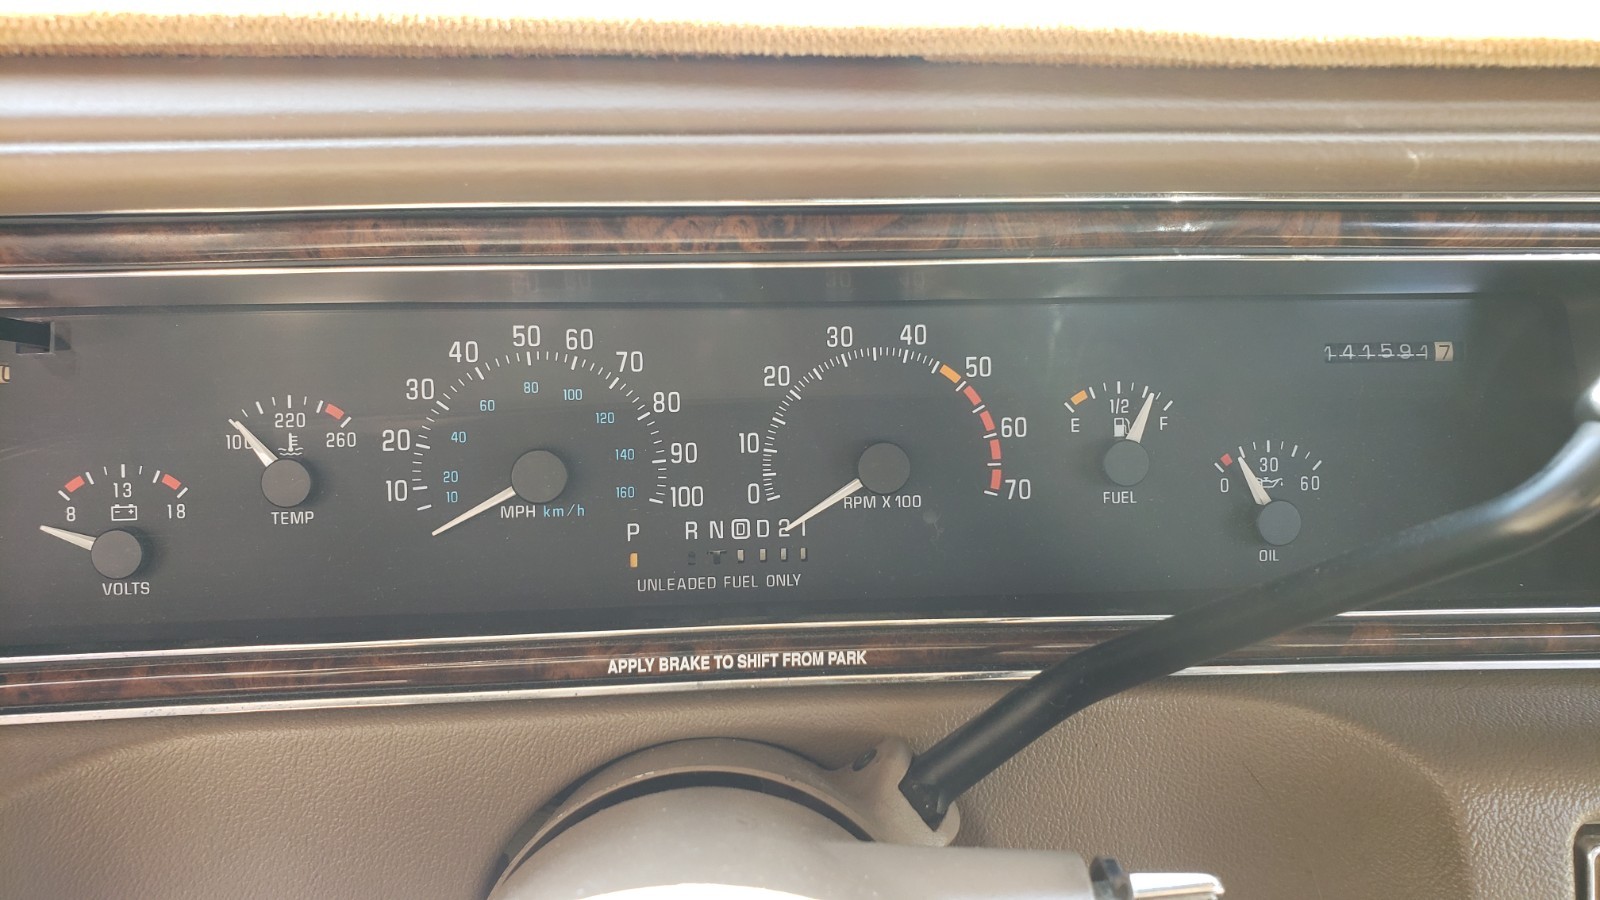 8 13 18
VOLTS
100 220 260
TEMP
10 20 30 40 50 60 70 80 90 100
10 20 40 60 80 100 120 140 160
MPH km/h
0 10 20 30 40 50 60 70
RPM X 100
P R N D D 2 1
UNLEADED FUEL ONLY
E 1/2 F
FUEL
141591 7
0 30 60
OIL
APPLY BRAKE TO SHIFT FROM PARK